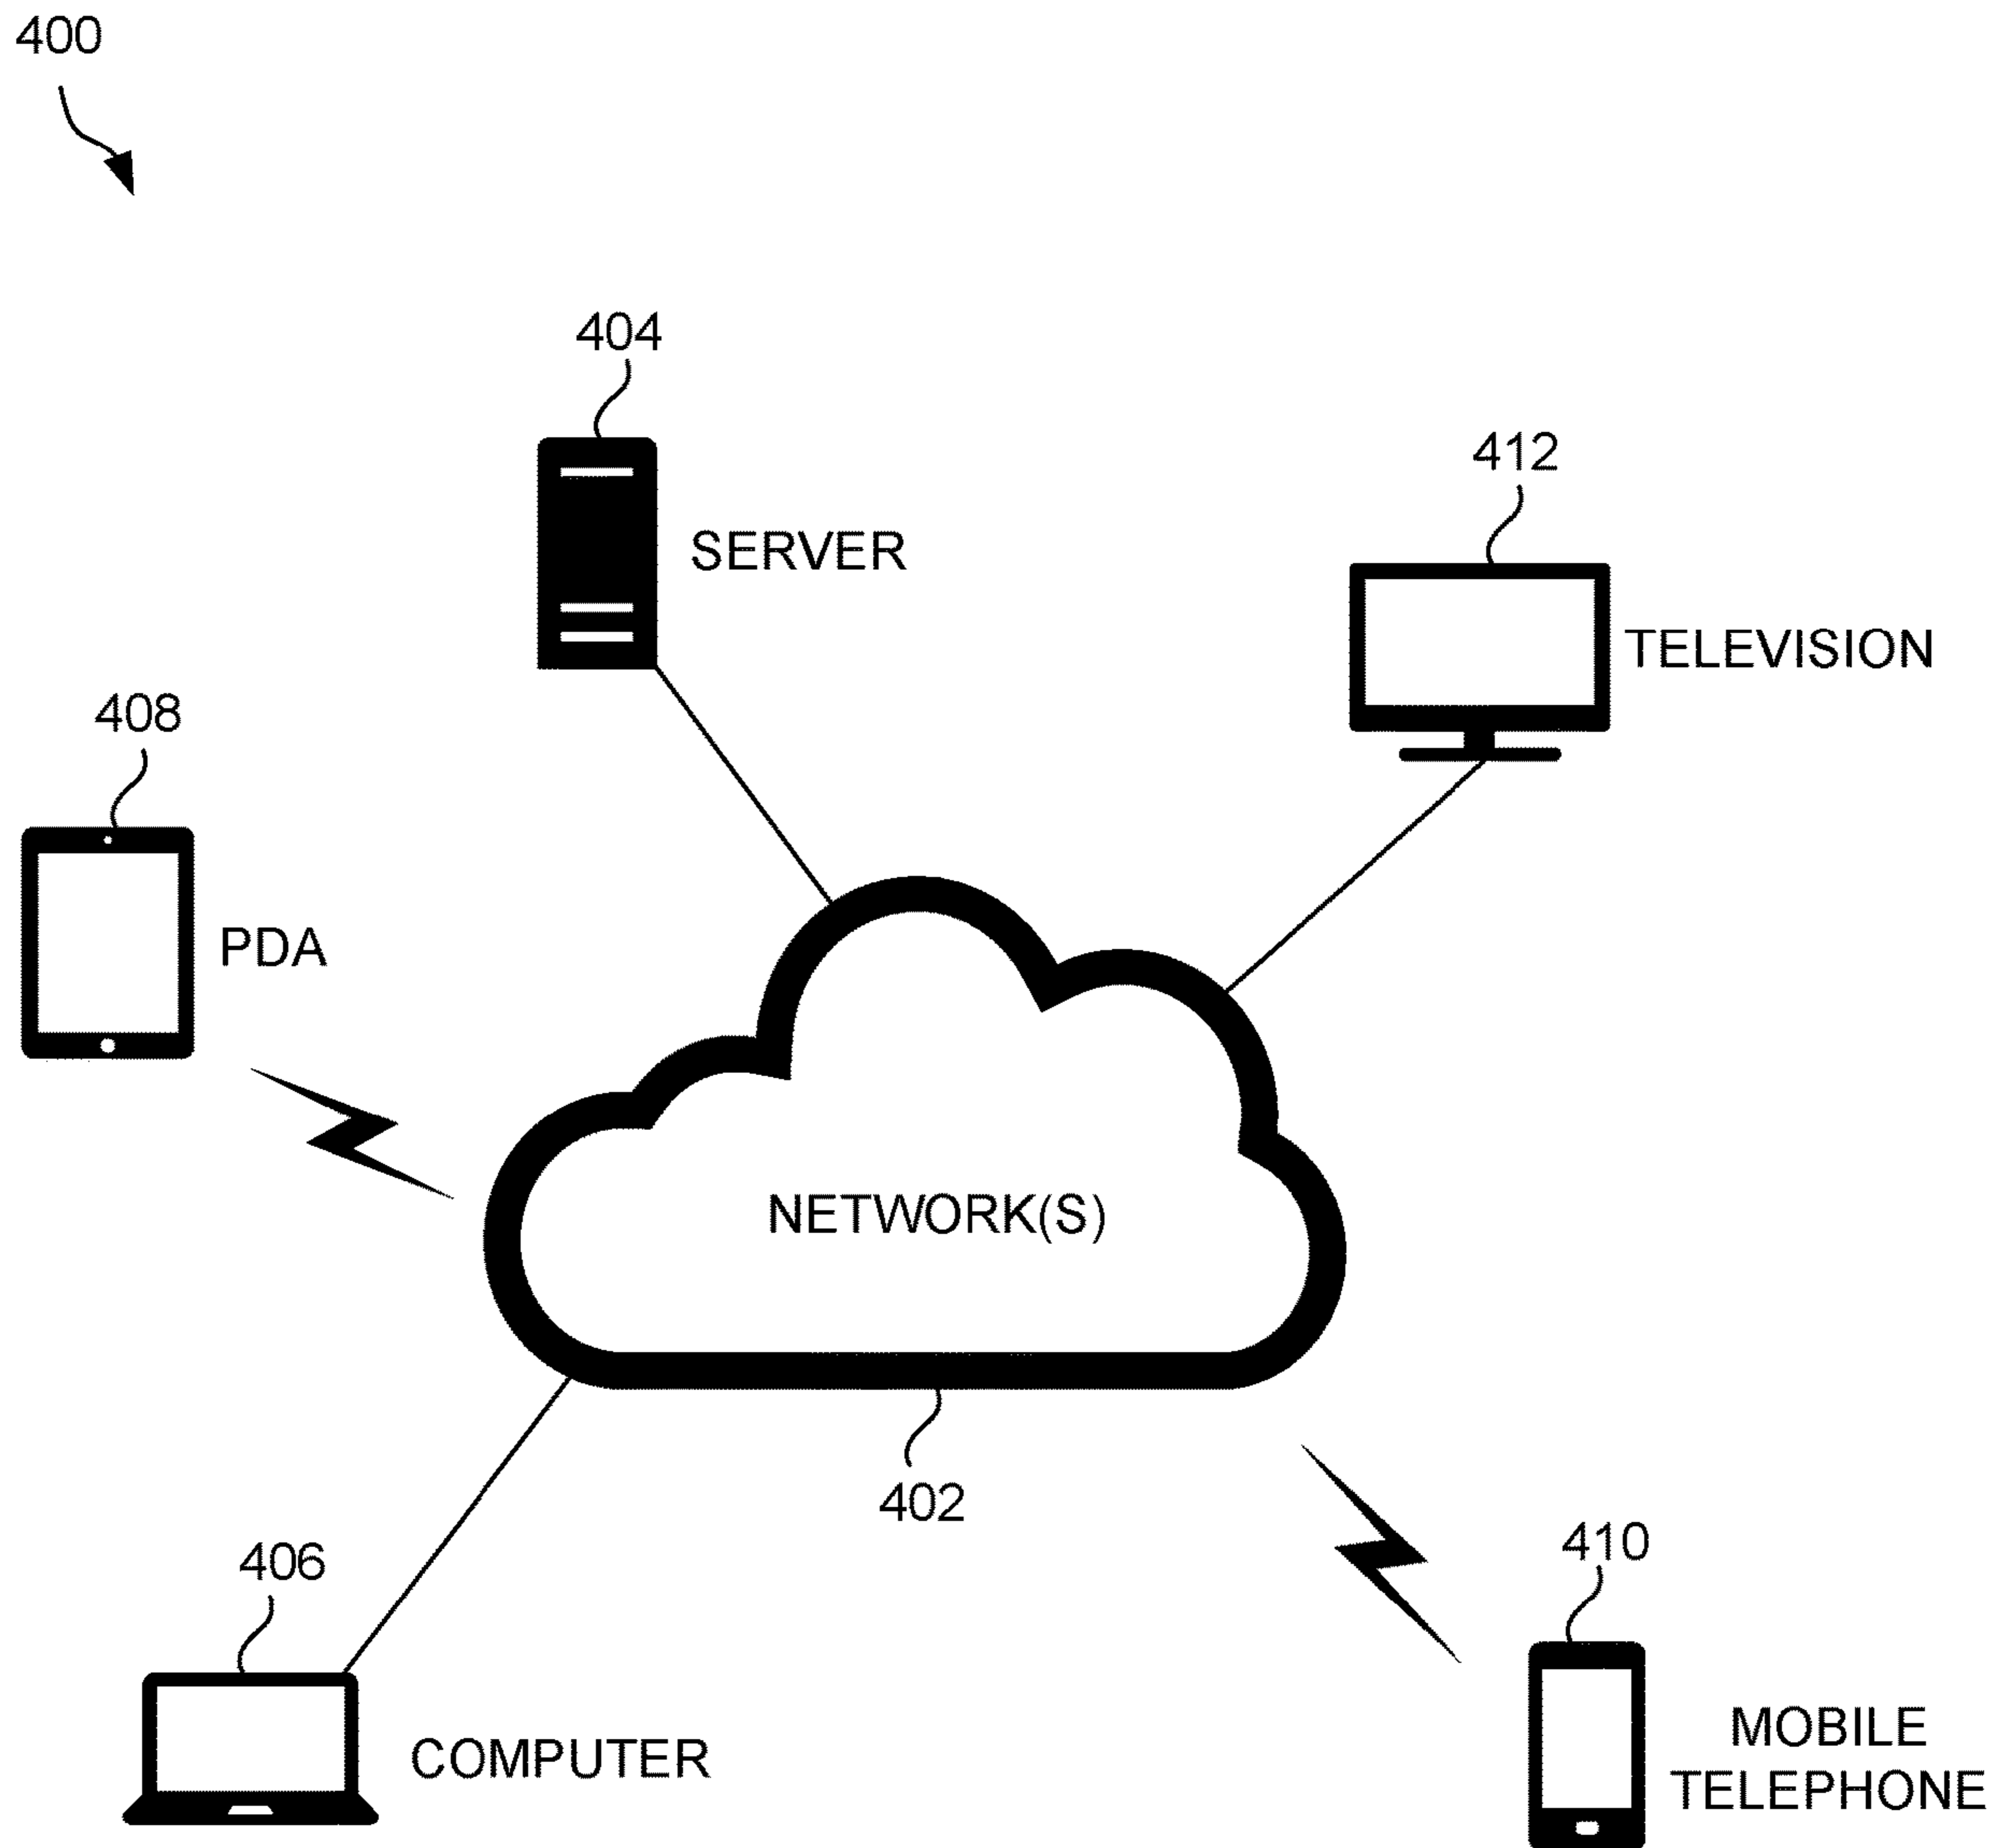 400
404
SERVER
412
TELEVISION
408
PDA
NETWORK(S)
402
406
COMPUTER
410
MOBILE
TELEPHONE